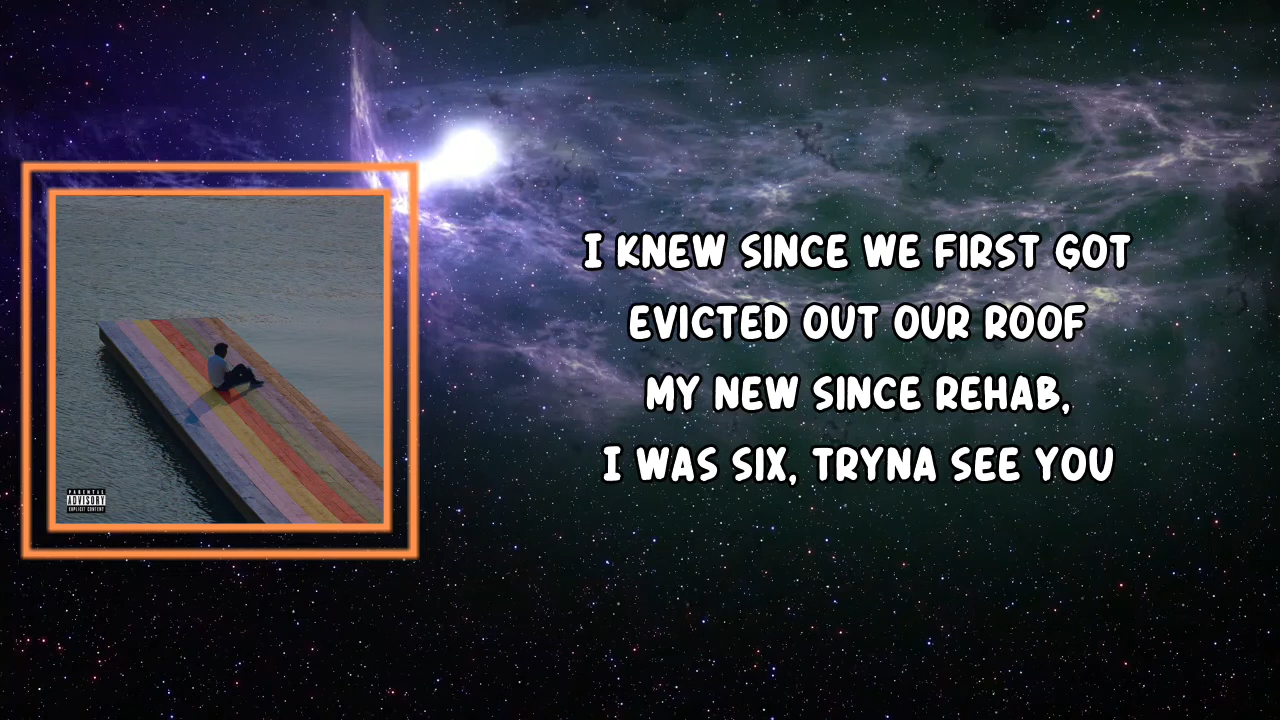 I KNEW SINCE WE FIRST GOT
EVICTED OUT OUR ROOF
MY NEW SINCE REHAB,
I WAS SIX, TRYNA SEE YOU
PARENTAL
ADVISORY
EXPLICIT CONTENT